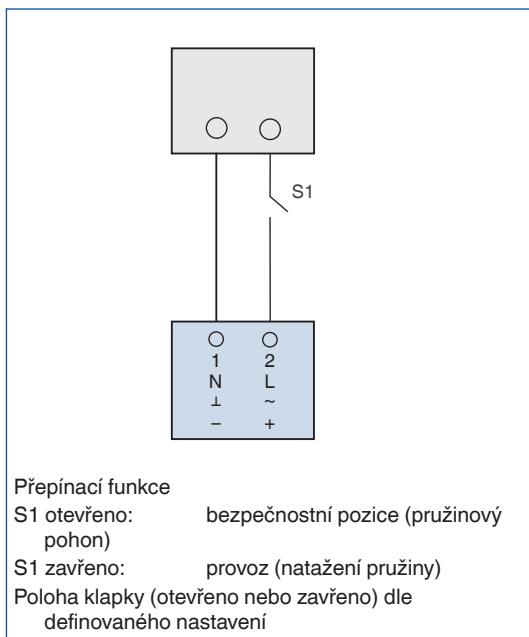 S1
1 2
N L
⊥ ~
– +
Přepínací funkce
S1 otevřeno: bezpečnostní pozice (pružinový
pohon)
S1 zavřeno: provoz (natažení pružiny)
Poloha klapky (otevřeno nebo zavřeno) dle
definovaného nastavení